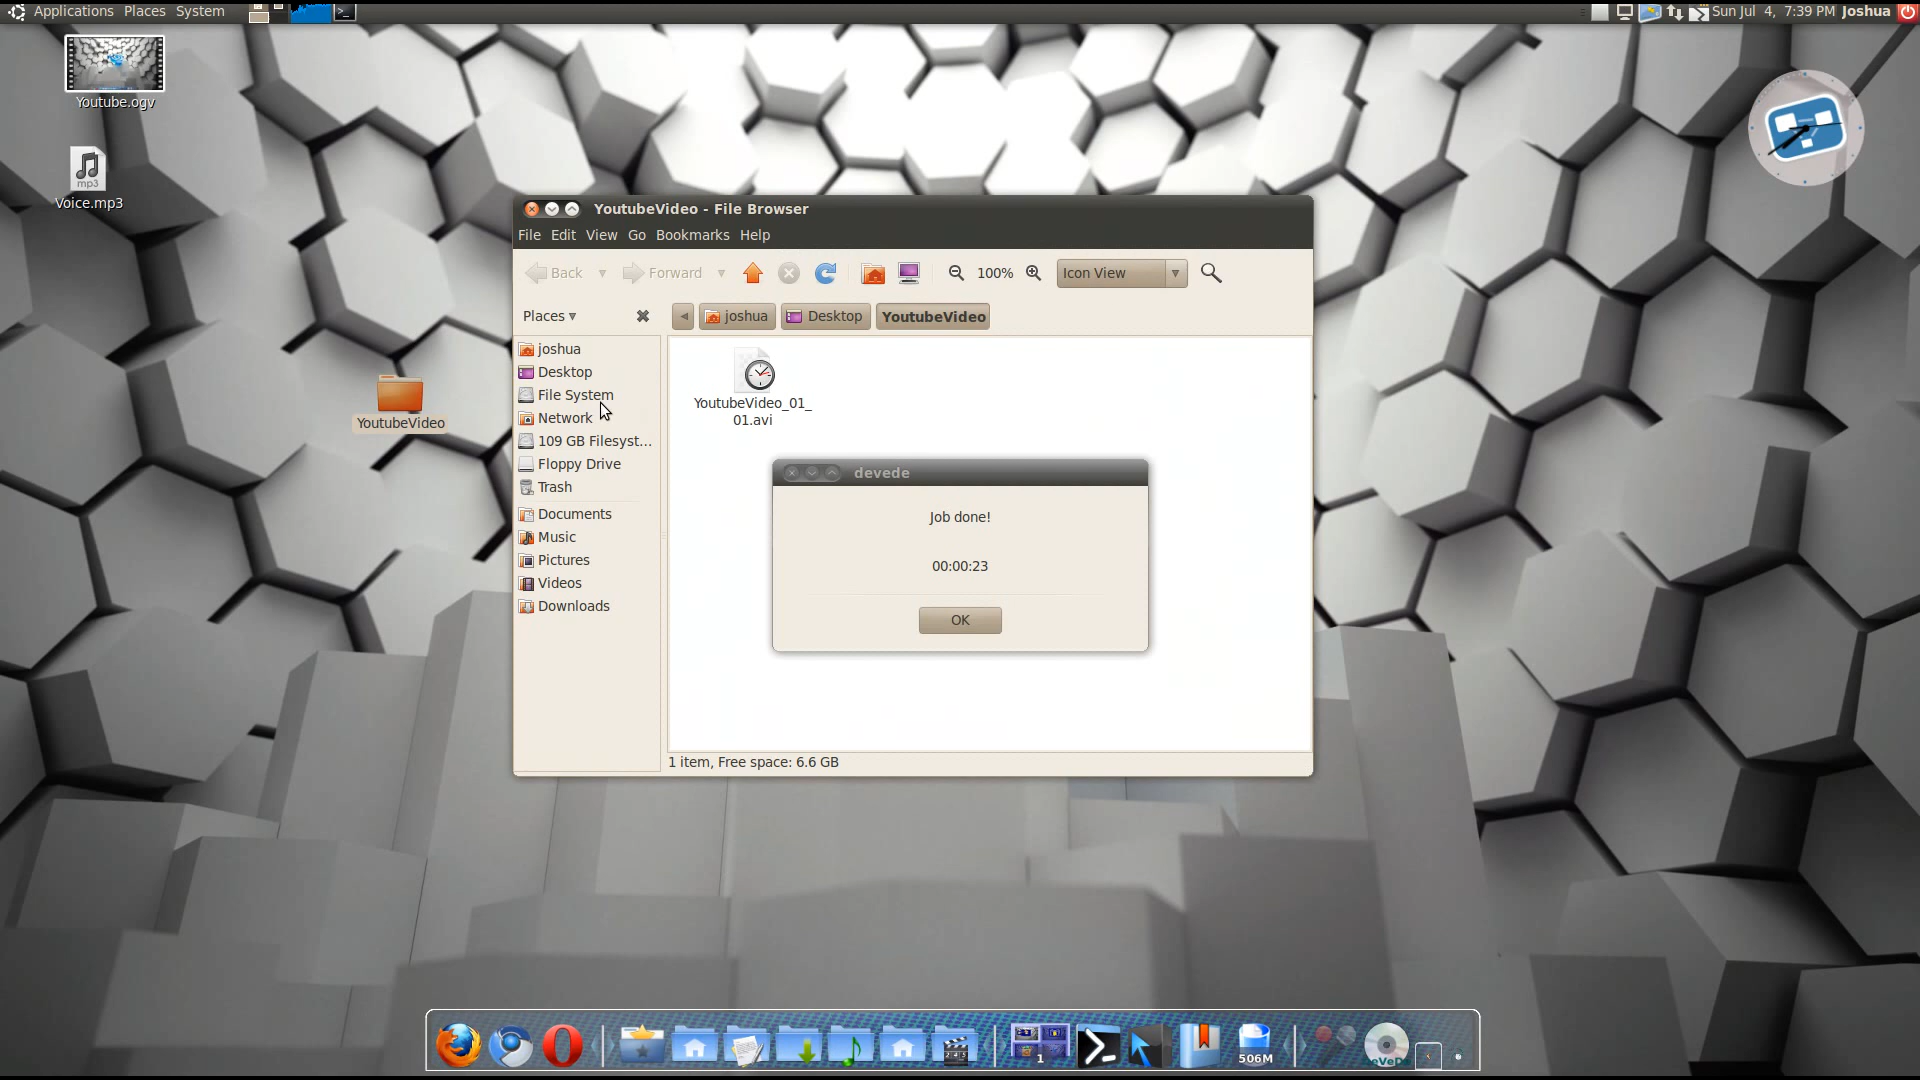 Applications Places System
Sun Jul 4, 7:39 PM Joshua
Youtube.ogv
mp3
Voice.mp3
YoutubeVideo
YoutubeVideo - File Browser
File Edit View Go Bookmarks Help
Back Forward 100% Icon View
Places joshua Desktop YoutubeVideo
joshua
Desktop
File System
Network
109 GB Filesyst...
Floppy Drive
Trash
Documents
Music
Pictures
Videos
Downloads
YoutubeVideo_01_
01.avi
devede
Job done!
00:00:23
OK
1 item, Free space: 6.6 GB
1
506M